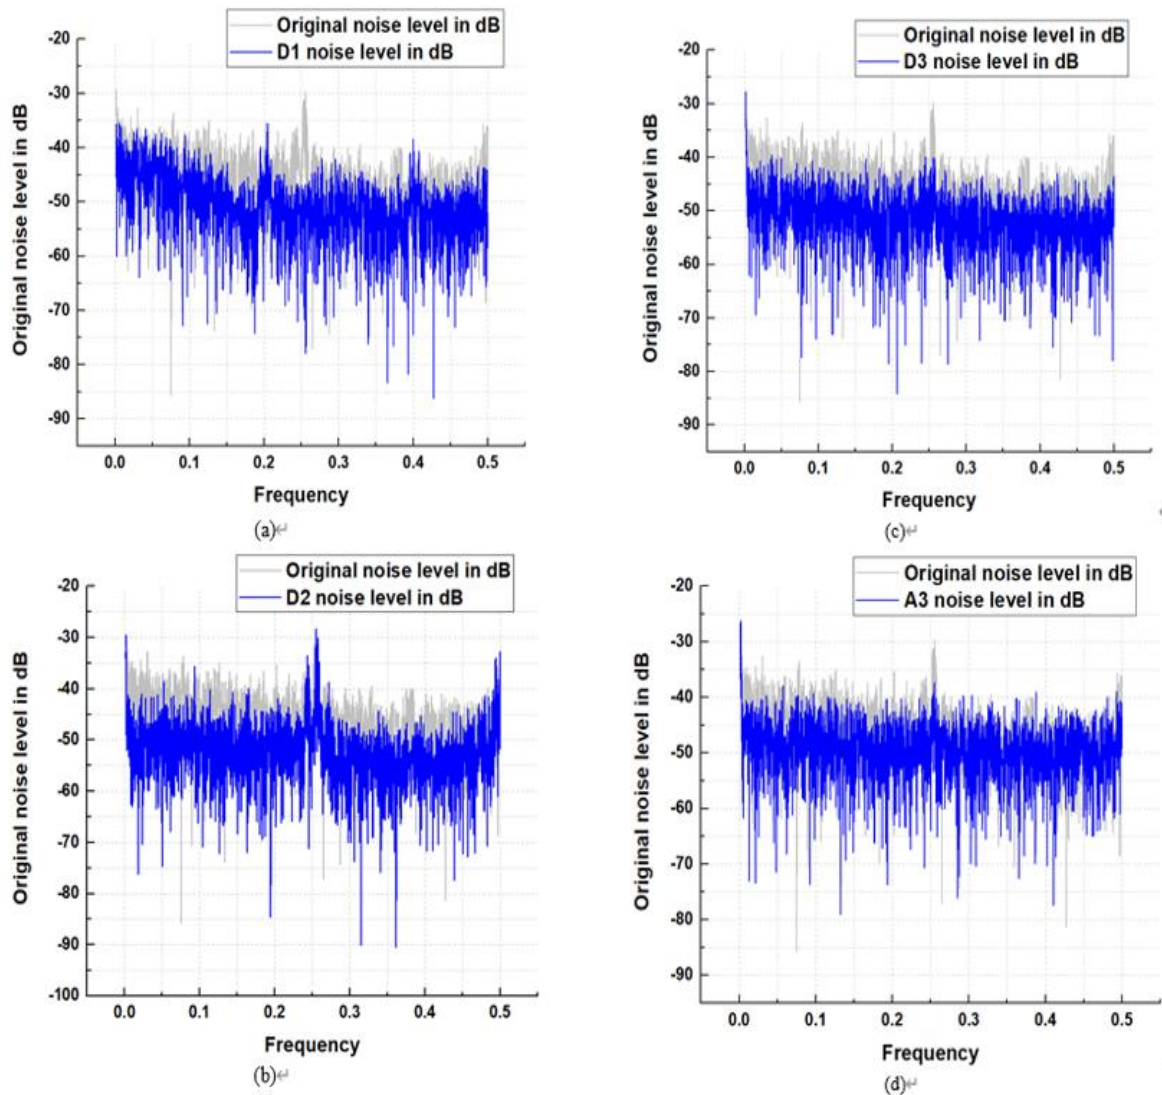 Original noise level in dB
D1 noise level in dB
Original noise level in dB
-20
-30
-40
-50
-60
-70
-80
-90
0.0 0.1 0.2 0.3 0.4 0.5
Frequency
(a)↵
Original noise level in dB
D3 noise level in dB
Original noise level in dB
-20
-30
-40
-50
-60
-70
-80
-90
0.0 0.1 0.2 0.3 0.4 0.5
Frequency
(c)↵
Original noise level in dB
D2 noise level in dB
Original noise level in dB
-20
-30
-40
-50
-60
-70
-80
-90
-100
0.0 0.1 0.2 0.3 0.4 0.5
Frequency
(b)↵
Original noise level in dB
A3 noise level in dB
Original noise level in dB
-20
-30
-40
-50
-60
-70
-80
-90
0.0 0.1 0.2 0.3 0.4 0.5
Frequency
(d)↵